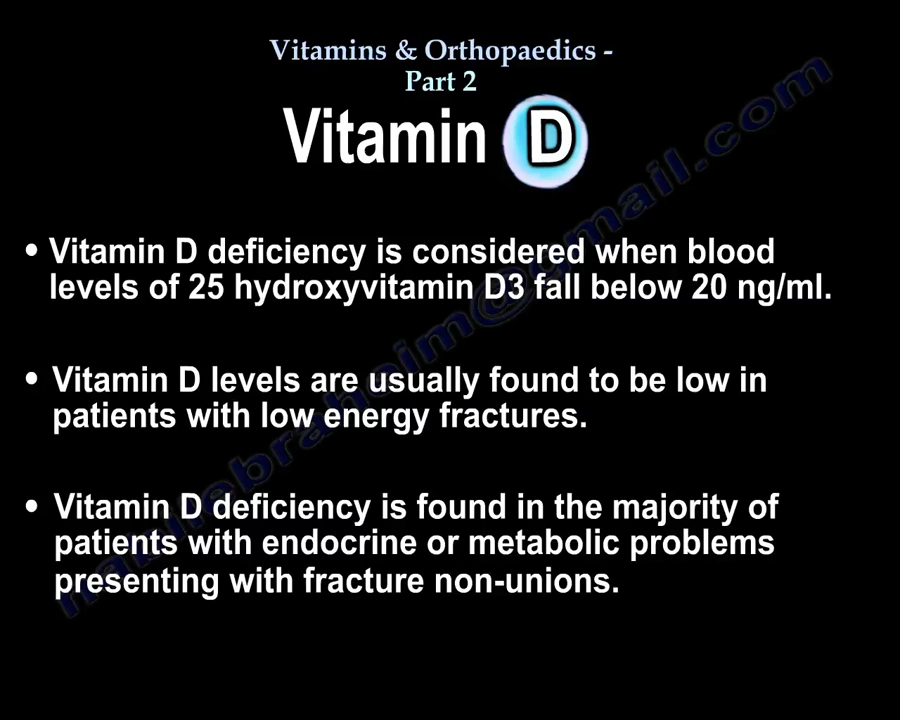 Vitamins & Orthopaedics -
Part 2
Vitamin D
• Vitamin D deficiency is considered when blood
levels of 25 hydroxyvitamin D3 fall below 20 ng/ml.
• Vitamin D levels are usually found to be low in
patients with low energy fractures.
• Vitamin D deficiency is found in the majority of
patients with endocrine or metabolic problems
presenting with fracture non-unions.